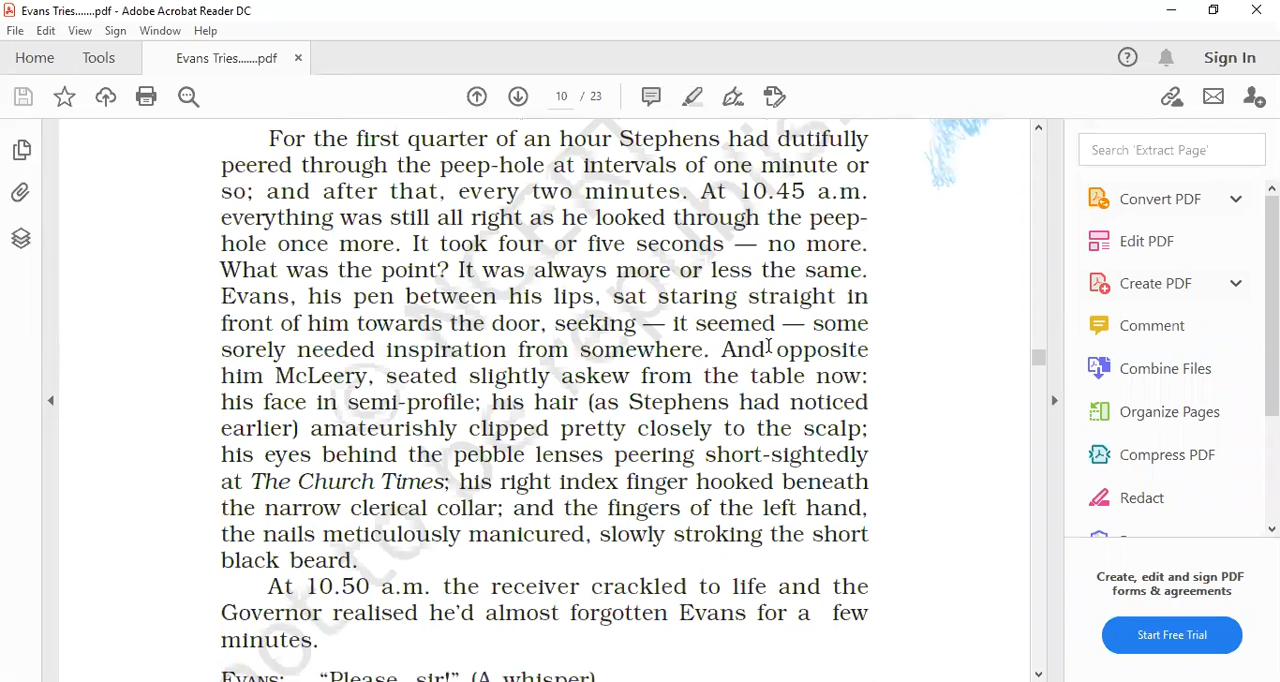 Evans Tries.......pdf - Adobe Acrobat Reader DC
File Edit View Sign Window Help
Home Tools Evans Tries.......pdf × Sign In
10 / 23
For the first quarter of an hour Stephens had dutifully
peered through the peep-hole at intervals of one minute or
so; and after that, every two minutes. At 10.45 a.m.
everything was still all right as he looked through the peep-
hole once more. It took four or five seconds — no more.
What was the point? It was always more or less the same.
Evans, his pen between his lips, sat staring straight in
front of him towards the door, seeking — it seemed — some
sorely needed inspiration from somewhere. And opposite
him McLeery, seated slightly askew from the table now:
his face in semi-profile; his hair (as Stephens had noticed
earlier) amateurishly clipped pretty closely to the scalp;
his eyes behind the pebble lenses peering short-sightedly
at The Church Times; his right index finger hooked beneath
the narrow clerical collar; and the fingers of the left hand,
the nails meticulously manicured, slowly stroking the short
black beard.
At 10.50 a.m. the receiver crackled to life and the
Governor realised he'd almost forgotten Evans for a few
minutes.
EVANS: "Please, sir!" (A whisper)
© NCERT
not to be republish
Search 'Extract Page'
Convert PDF
Edit PDF
Create PDF
Comment
Combine Files
Organize Pages
Compress PDF
Redact
Create, edit and sign PDF
forms & agreements
Start Free Trial